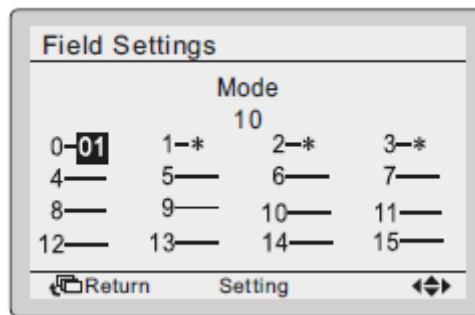 Field Settings
Mode
10
0-01 1-* 2-* 3-*
4— 5— 6— 7—
8— 9— 10— 11—
12— 13— 14— 15—
Return Setting